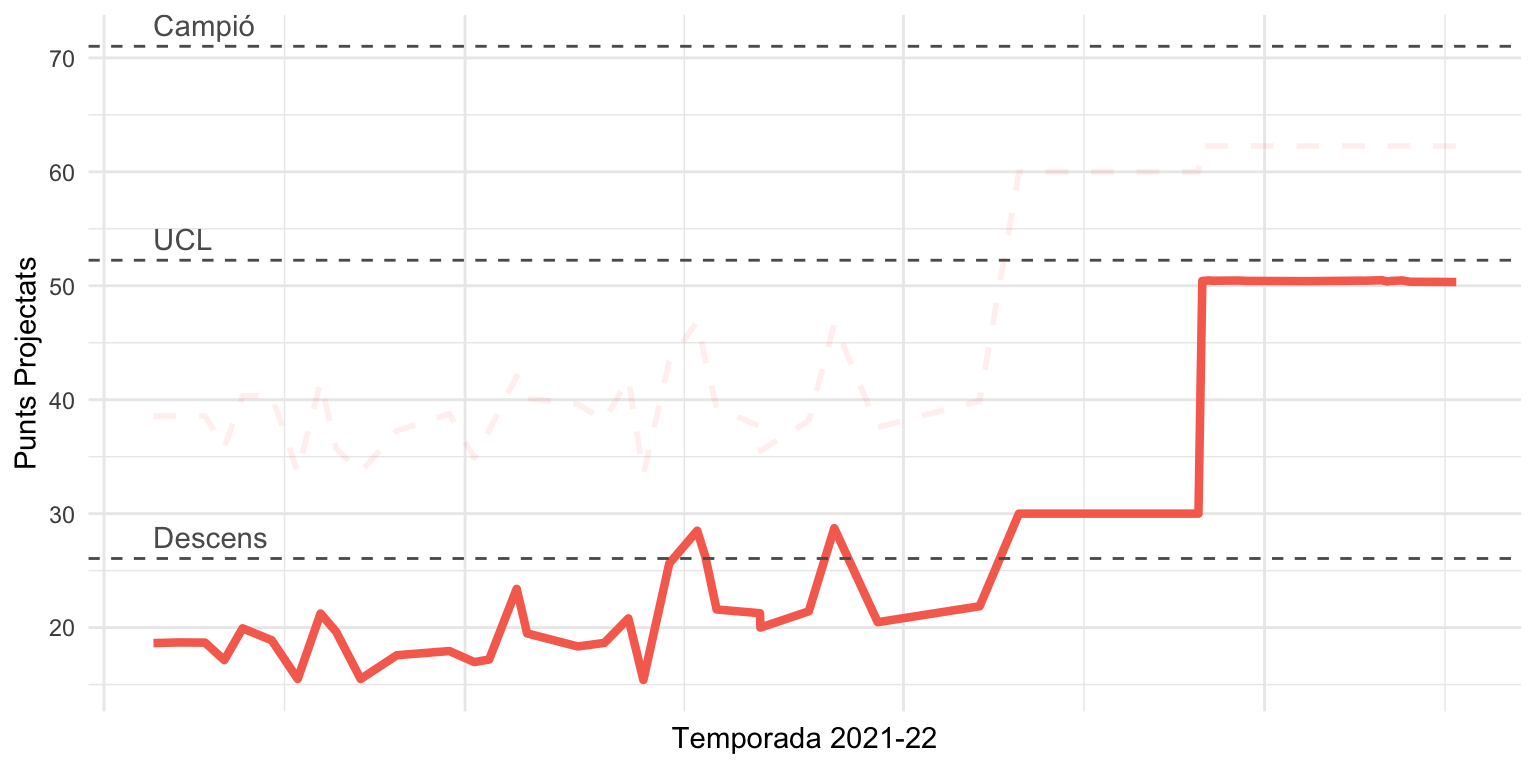 Campió
70
60
UCL
50
40
30
Descens
20
Punts Projectats
Temporada 2021-22